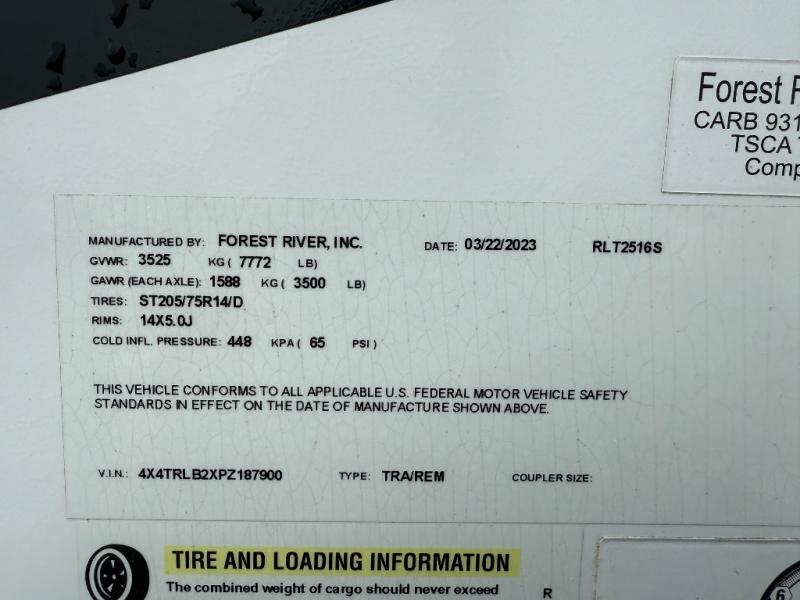 Forest
CARB 931
TSCA
MANUFACTURED BY: FOREST RIVER, INC. DATE: 03/22/2023 RLT2516S
GVWR: 3525 KG ( 7772 LB)
GAWR (EACH AXLE): 1588 KG ( 3500 LB)
TIRES: ST205/75R14/D
RIMS: 14X5.0J
COLD INFL. PRESSURE: 448 KPA ( 65 PSI )
THIS VEHICLE CONFORMS TO ALL APPLICABLE U.S. FEDERAL MOTOR VEHICLE SAFETY
STANDARDS IN EFFECT ON THE DATE OF MANUFACTURE SHOWN ABOVE.
V.I.N.: 4X4TRLB2XPZ187900 TYPE: TRA/REM COUPLER SIZE:
TIRE AND LOADING INFORMATION
The combined weight of cargo should never exceed R
6